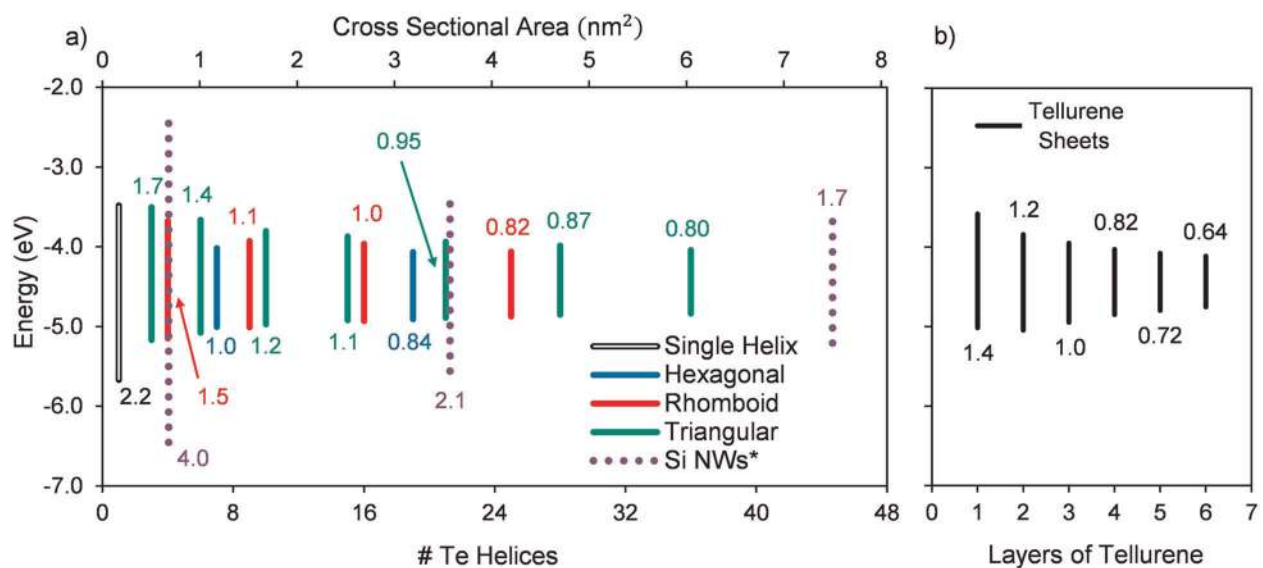 a)
Cross Sectional Area (nm²)
0 1 2 3 4 5 6 7 8
-2.0
-3.0
-4.0
-5.0
-6.0
-7.0
Energy (eV)
1.7
1.4
1.1
1.0
0.95
0.82
0.87
0.80
1.7
2.2
1.5
4.0
1.0
1.2
1.1
0.84
2.1
Single Helix
Hexagonal
Rhomboid
Triangular
Si NWs*
0 8 16 24 32 40 48
# Te Helices
b)
Tellurene
Sheets
1.2
0.82
0.64
1.4
1.0
0.72
0 1 2 3 4 5 6 7
Layers of Tellurene